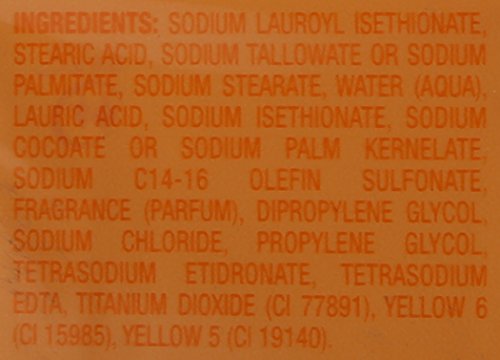 INGREDIENTS: SODIUM LAUROYL ISETHIONATE,
STEARIC ACID, SODIUM TALLOWATE OR SODIUM
PALMITATE, SODIUM STEARATE, WATER (AQUA),
LAURIC ACID, SODIUM ISETHIONATE, SODIUM
COCOATE OR SODIUM PALM KERNELATE,
SODIUM C14-16 OLEFIN SULFONATE,
FRAGRANCE (PARFUM), DIPROPYLENE GLYCOL,
SODIUM CHLORIDE, PROPYLENE GLYCOL,
TETRASODIUM ETIDRONATE, TETRASODIUM
EDTA, TITANIUM DIOXIDE (CI 77891), YELLOW 6
(CI 15985), YELLOW 5 (CI 19140).